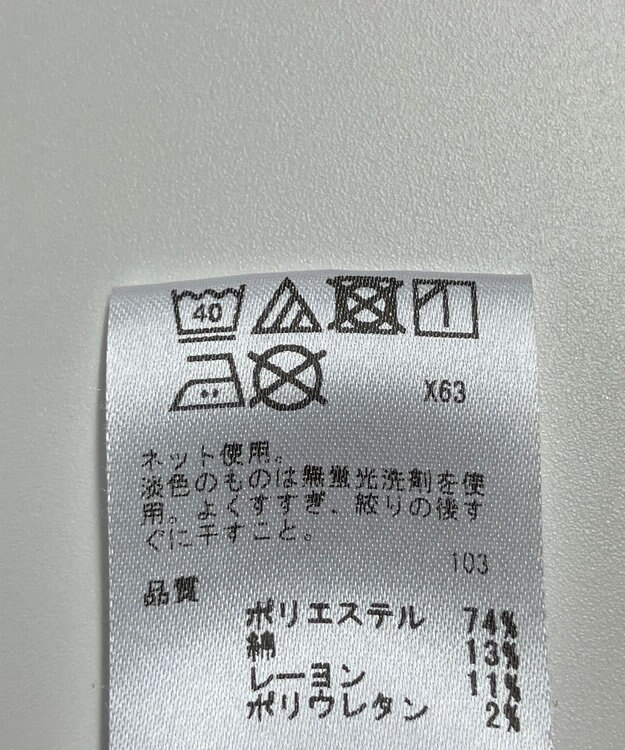 40
X63
ネット使用。
淡色のものは無蛍光洗剤を使
用。よくすすぎ、絞りの後す
ぐに干すこと。
103
品質
ポリエステル 74%
綿 13%
レーヨン 11%
ポリウレタン 2%